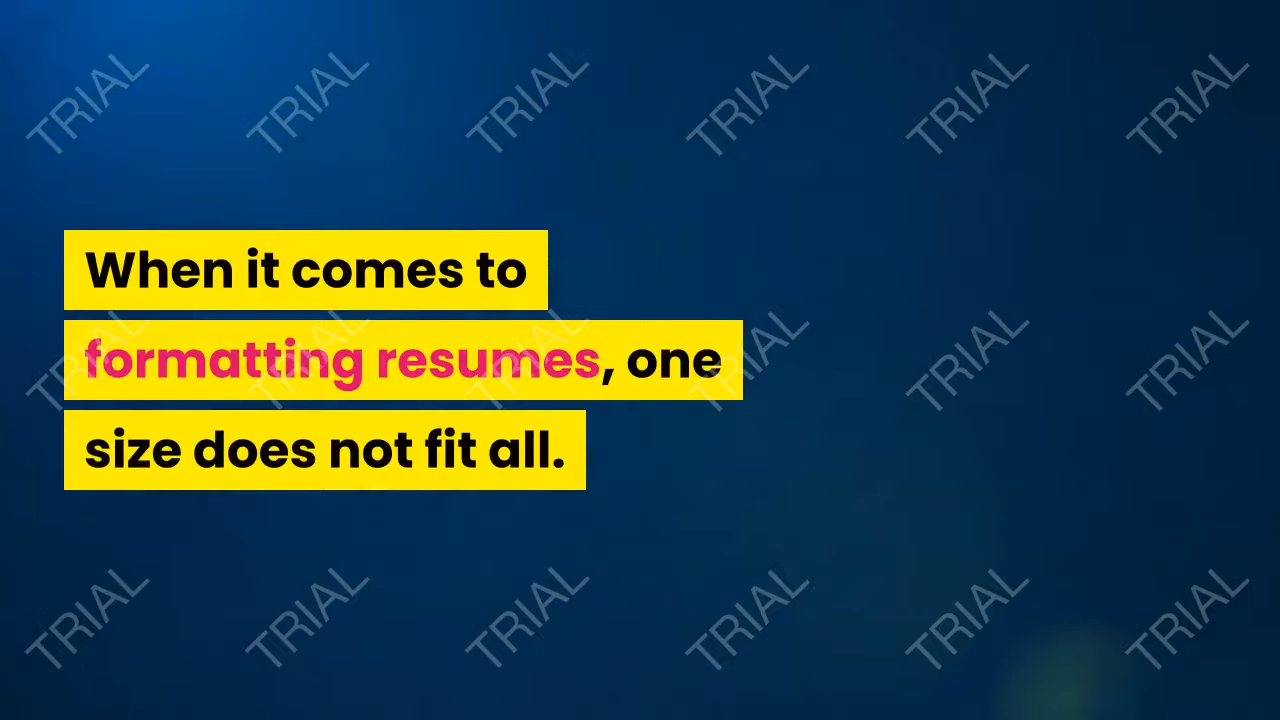 TRIAL TRIAL TRIAL TRIAL TRIAL TRIAL
When it comes to
formatting resumes, one
size does not fit all.
TRIAL TRIAL TRIAL TRIAL TRIAL TRIAL
TRIAL TRIAL TRIAL TRIAL TRIAL TRIAL